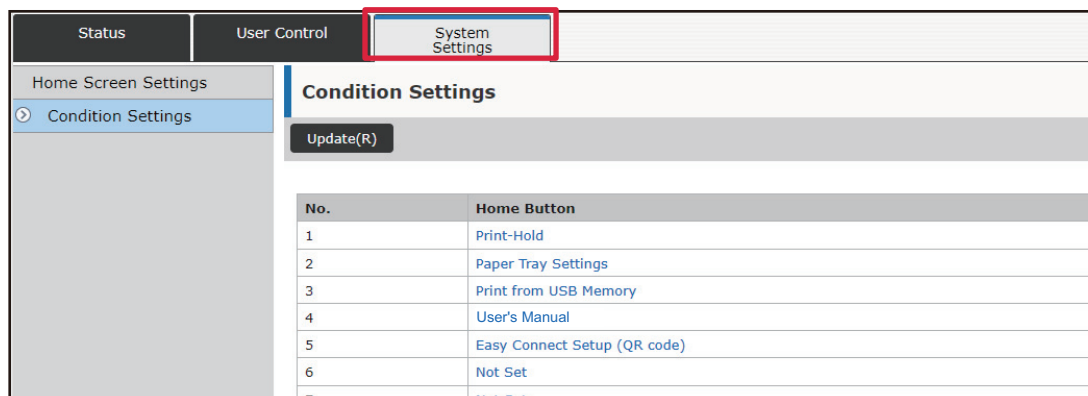 Status
User Control
System
Settings
Home Screen Settings
Condition Settings
Condition Settings
Update(R)
No. Home Button
1 Print-Hold
2 Paper Tray Settings
3 Print from USB Memory
4 User's Manual
5 Easy Connect Setup (QR code)
6 Not Set